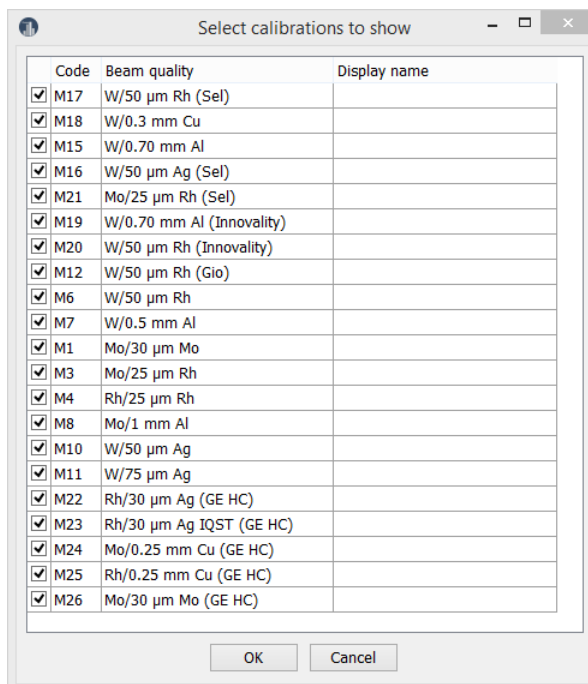 Select calibrations to show
Code Beam quality Display name
M17 W/50 µm Rh (Sel)
M18 W/0.3 mm Cu
M15 W/0.70 mm Al
M16 W/50 µm Ag (Sel)
M21 Mo/25 µm Rh (Sel)
M19 W/0.70 mm Al (Innovality)
M20 W/50 µm Rh (Innovality)
M12 W/50 µm Rh (Gio)
M6 W/50 µm Rh
M7 W/0.5 mm Al
M1 Mo/30 µm Mo
M3 Mo/25 µm Rh
M4 Rh/25 µm Rh
M8 Mo/1 mm Al
M10 W/50 µm Ag
M11 W/75 µm Ag
M22 Rh/30 µm Ag (GE HC)
M23 Rh/30 µm Ag IQST (GE HC)
M24 Mo/0.25 mm Cu (GE HC)
M25 Rh/0.25 mm Cu (GE HC)
M26 Mo/30 µm Mo (GE HC)
OK Cancel